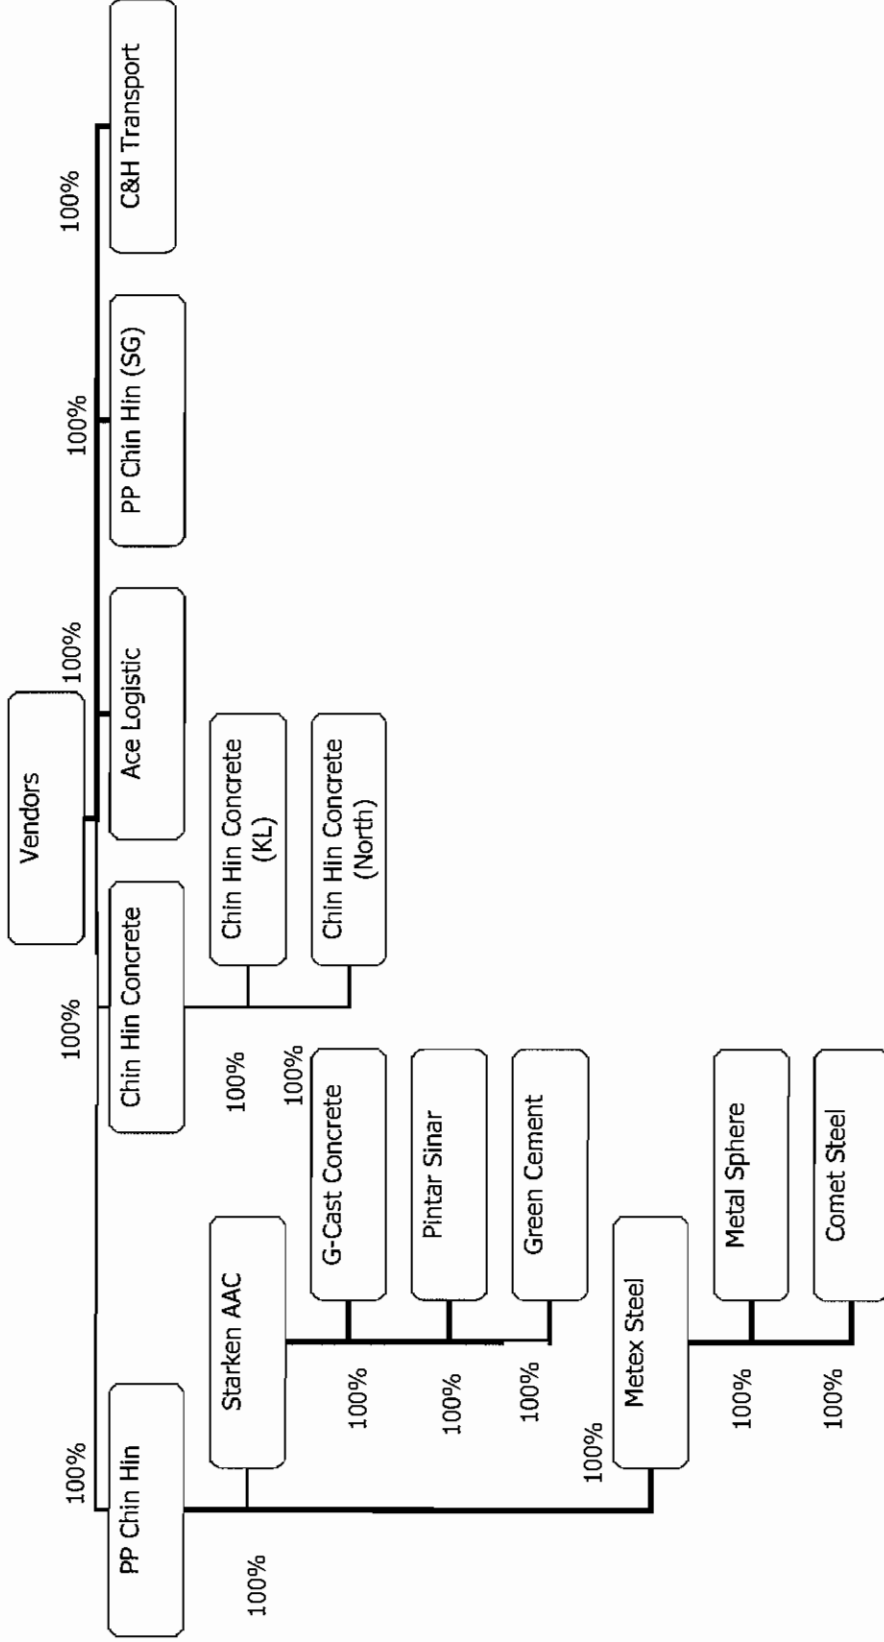 Vendors
100%
100%
100%
100%
100%
PP Chin Hin
Chin Hin Concrete
Ace Logistic
PP Chin Hin (SG)
C&H Transport
100%
Starken AAC
100%
Chin Hin Concrete
(KL)
100%
Chin Hin Concrete
(North)
100%
G-Cast Concrete
100%
Pintar Sinar
100%
Green Cement
100%
Metex Steel
100%
Metal Sphere
100%
Comet Steel